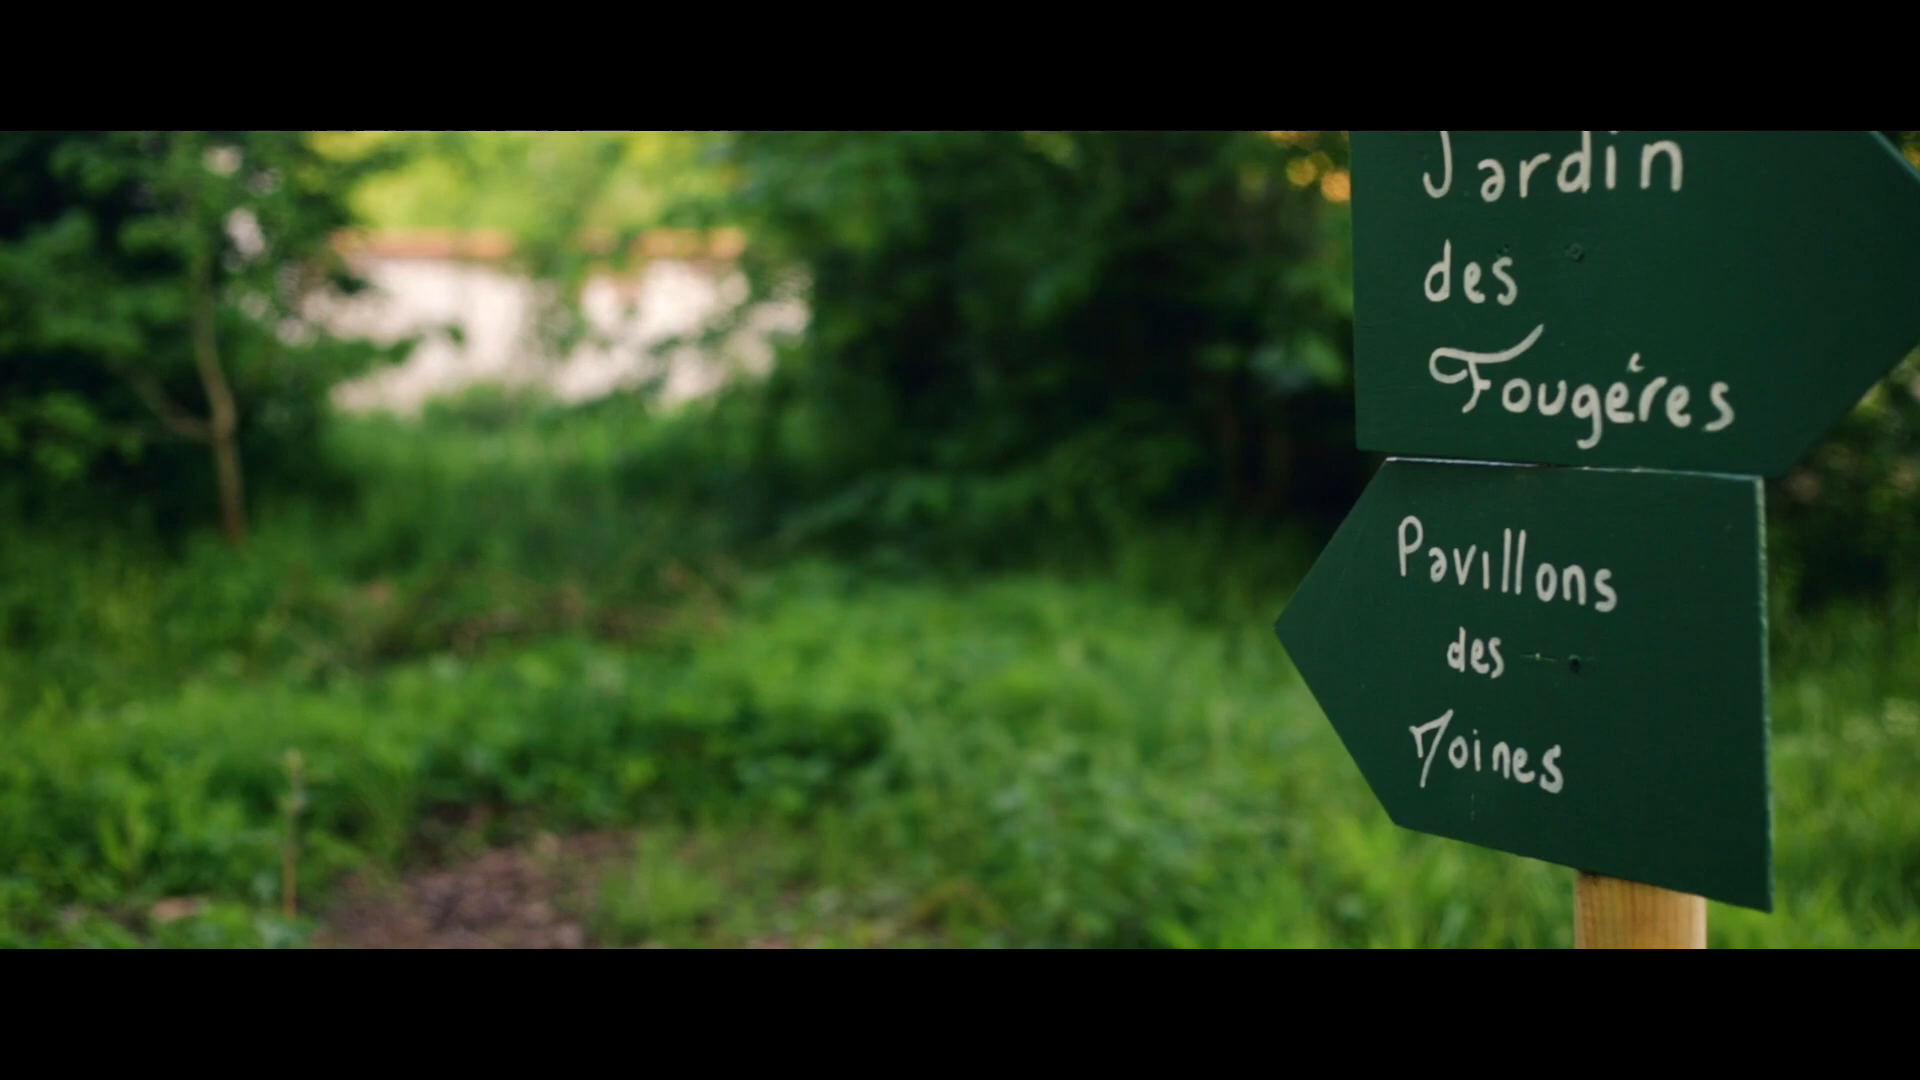 Jardin
des
Fougères
Pavillons
des
Moines